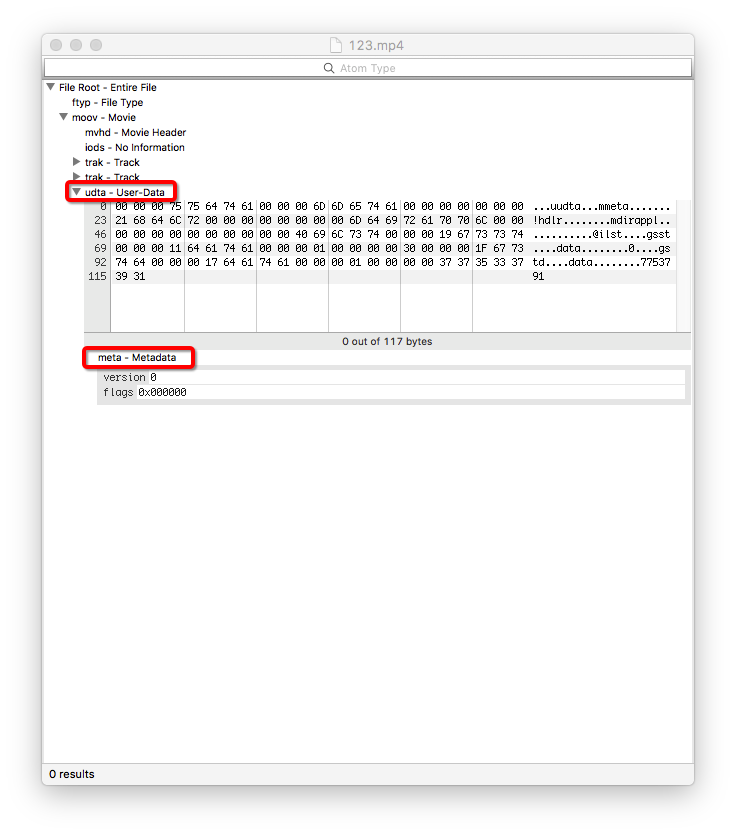 123.mp4
Atom Type
File Root - Entire File
ftyp - File Type
moov - Movie
mvhd - Movie Header
iods - No Information
trak - Track
trak - Track
udta - User-Data
0 00 00 00 75 75 64 74 61 00 00 00 6D 6D 65 74 61 00 00 00 00 00 00 00 ...uudta...mmeta.......
23 21 68 64 6C 72 00 00 00 00 00 00 00 00 6D 64 69 72 61 70 70 6C 00 00 !hdlr........mdirappl..
46 00 00 00 00 00 00 00 00 00 40 69 6C 73 74 00 00 00 19 67 73 73 74 .........@ilst....gsst
69 00 00 00 11 64 61 74 61 00 00 00 01 00 00 00 00 30 00 00 00 1F 67 73 ....data........0...gs
92 74 64 00 00 00 17 64 61 74 61 00 00 00 01 00 00 00 00 37 37 35 33 37 td....data........77537
115 39 31 91
0 out of 117 bytes
meta - Metadata
version 0
flags 0x000000
0 results